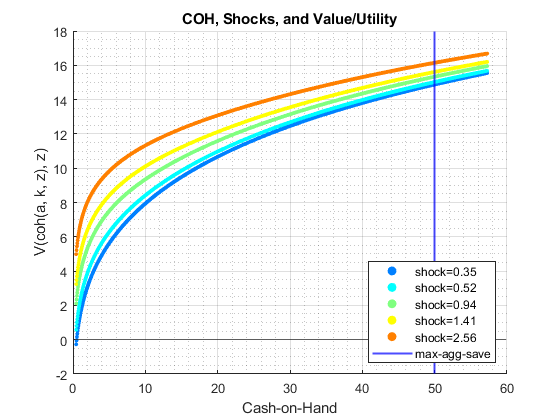 COH, Shocks, and Value/Utility
V(coh(a, k, z), z)
18
16
14
12
10
8
6
4
2
0
-2
shock=0.35
shock=0.52
shock=0.94
shock=1.41
shock=2.56
max-agg-save
0
10
20
30
40
50
60
Cash-on-Hand